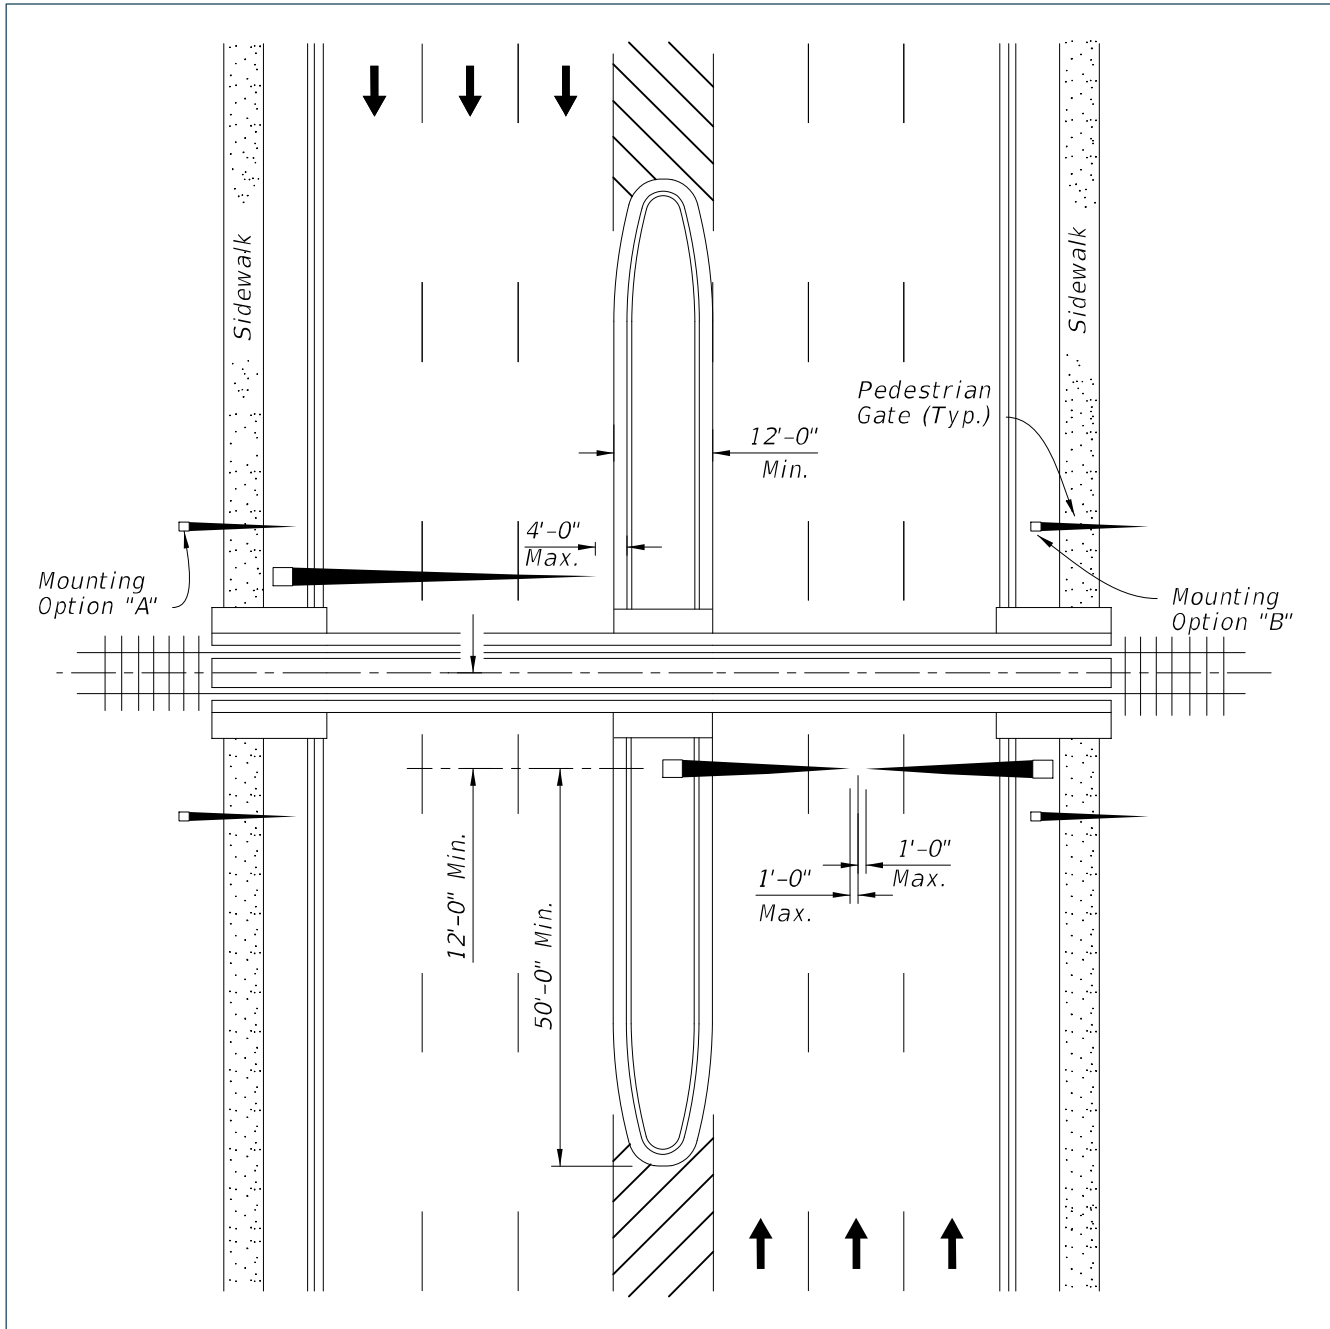 Sidewalk
Sidewalk
Pedestrian
Gate (Typ.)
12'-0"
Min.
4'-0"
Max.
Mounting
Option "A"
Mounting
Option "B"
12'-0" Min.
50'-0" Min.
1'-0"
Max.
1'-0"
Max.